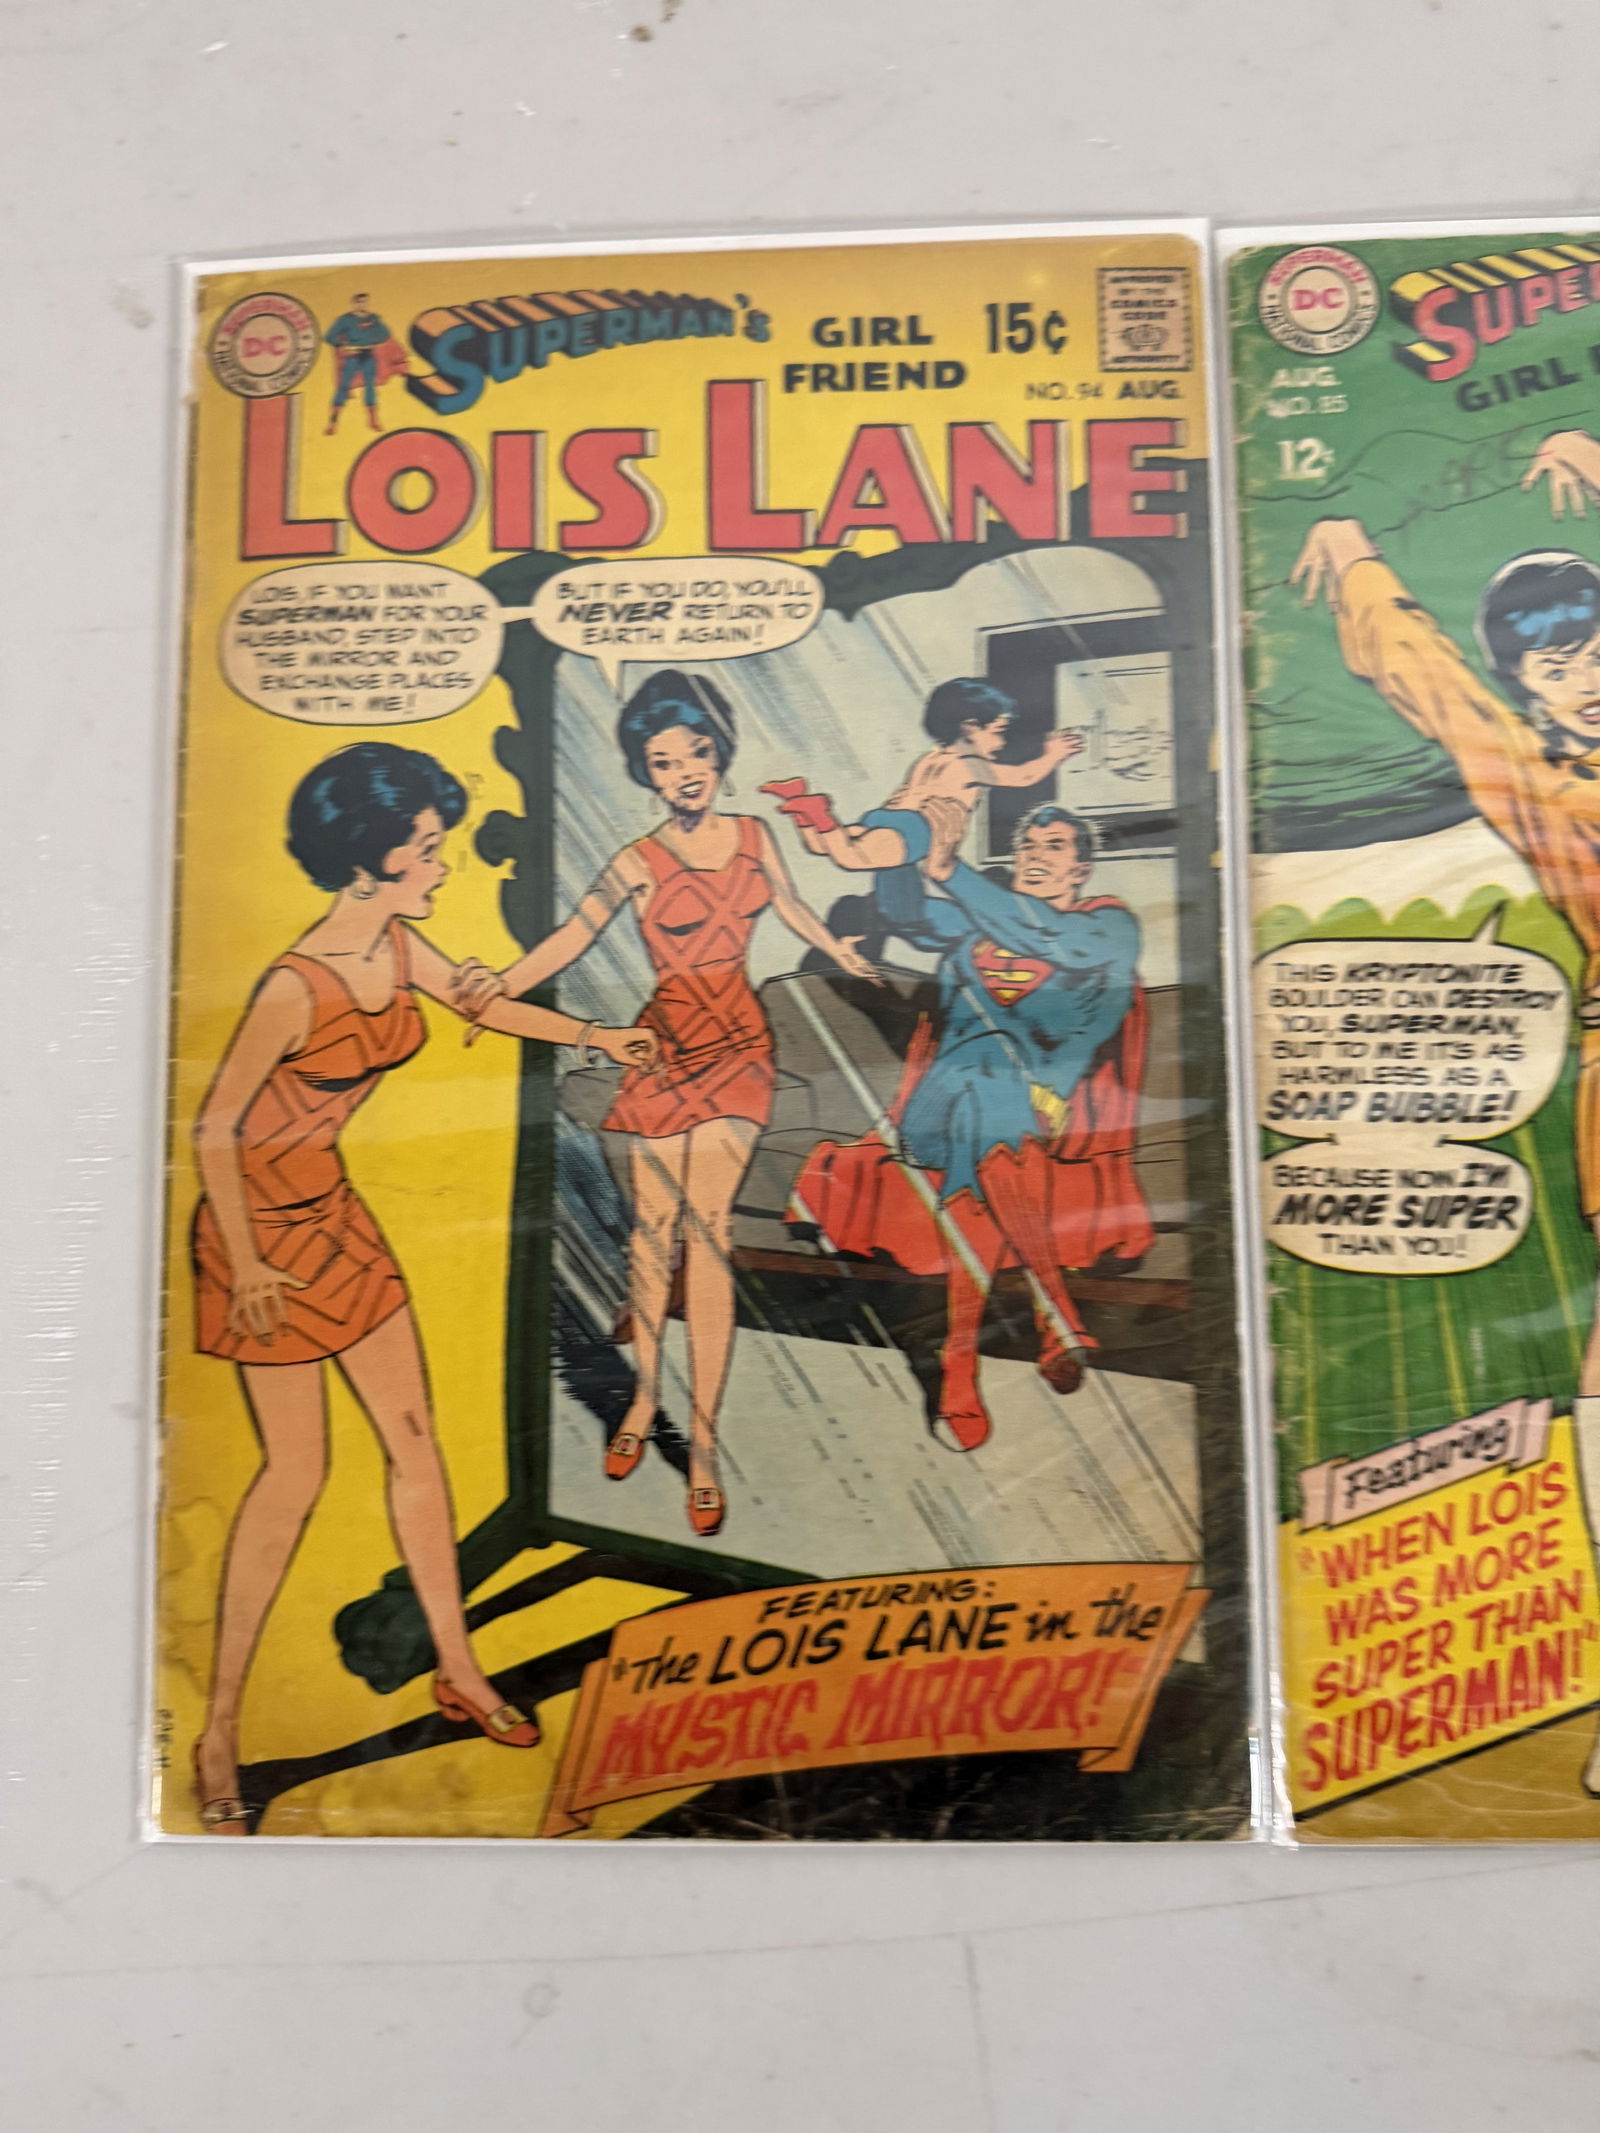 SUPERMAN
DC
NATIONAL COMICS
SUPERMAN'S
GIRL
FRIEND
15¢
APPROVED
BY THE
COMICS
CODE
AUTHORITY
NO. 94 AUG.
LOIS LANE
LOIS, IF YOU WANT
SUPERMAN FOR YOUR
HUSBAND, STEP INTO
THE MIRROR AND
EXCHANGE PLACES
WITH ME!
BUT IF YOU DO, YOU'LL
NEVER RETURN TO
EARTH AGAIN!
FEATURING:
"The LOIS LANE in the
MYSTIC MIRROR!"
SUPERMAN
DC
NATIONAL COMICS
SUPE
GIRL
AUG.
NO. 85
12¢
THIS KRYPTONITE
BOULDER CAN DESTROY
YOU, SUPERMAN,
BUT TO ME IT'S AS
HARMLESS AS A
SOAP BUBBLE!
BECAUSE NOW I'M
MORE SUPER
THAN YOU!
Featuring
"WHEN LOIS
WAS MORE
SUPER THAN
SUPERMAN!"